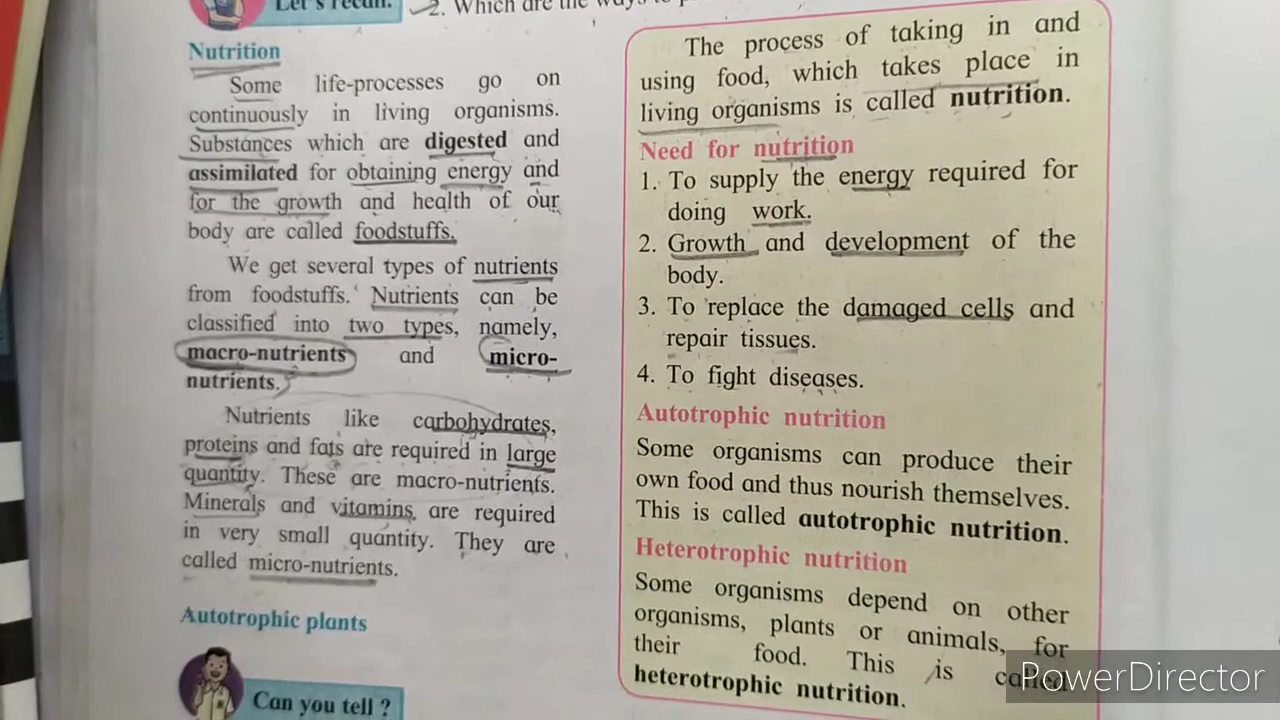 Let's recall.
2. Which are the ways to p
Nutrition
Some life-processes go on
continuously in living organisms.
Substances which are digested and
assimilated for obtaining energy and
for the growth and health of our
body are called foodstuffs.
We get several types of nutrients
from foodstuffs. Nutrients can be
classified into two types, namely,
macro-nutrients and micro-
nutrients.
Nutrients like carbohydrates,
proteins and fats are required in large
quantity. These are macro-nutrients.
Minerals and vitamins are required
in very small quantity. They are
called micro-nutrients.
Autotrophic plants
Can you tell ?
The process of taking in and
using food, which takes place in
living organisms is called nutrition.
Need for nutrition
1. To supply the energy required for
doing work.
2. Growth and development of the
body.
3. To replace the damaged cells and
repair tissues.
4. To fight diseases.
Autotrophic nutrition
Some organisms can produce their
own food and thus nourish themselves.
This is called autotrophic nutrition.
Heterotrophic nutrition
Some organisms depend on other
organisms, plants or animals, for
their food. This is called
heterotrophic nutrition.
PowerDirector